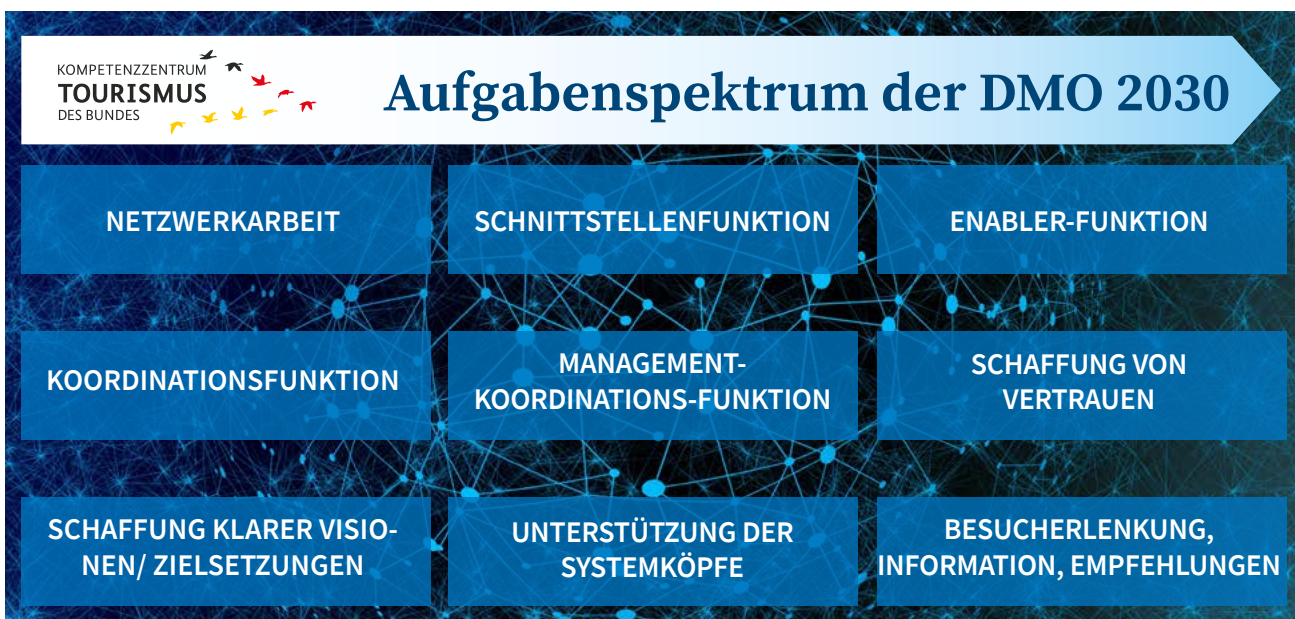 KOMPETENZZENTRUM
TOURISMUS
DES BUNDES
Aufgabenspektrum der DMO 2030
NETZWERKARBEIT
SCHNITTSTELLENFUNKTION
ENABLER-FUNKTION
KOORDINATIONSFUNKTION
MANAGEMENT-
KOORDINATIONS-FUNKTION
SCHAFFUNG VON
VERTRAUEN
SCHAFFUNG KLARER VISIO-
NEN/ ZIELSETZUNGEN
UNTERSTÜTZUNG DER
SYSTEMKÖPFE
BESUCHERLENKUNG,
INFORMATION, EMPFEHLUNGEN